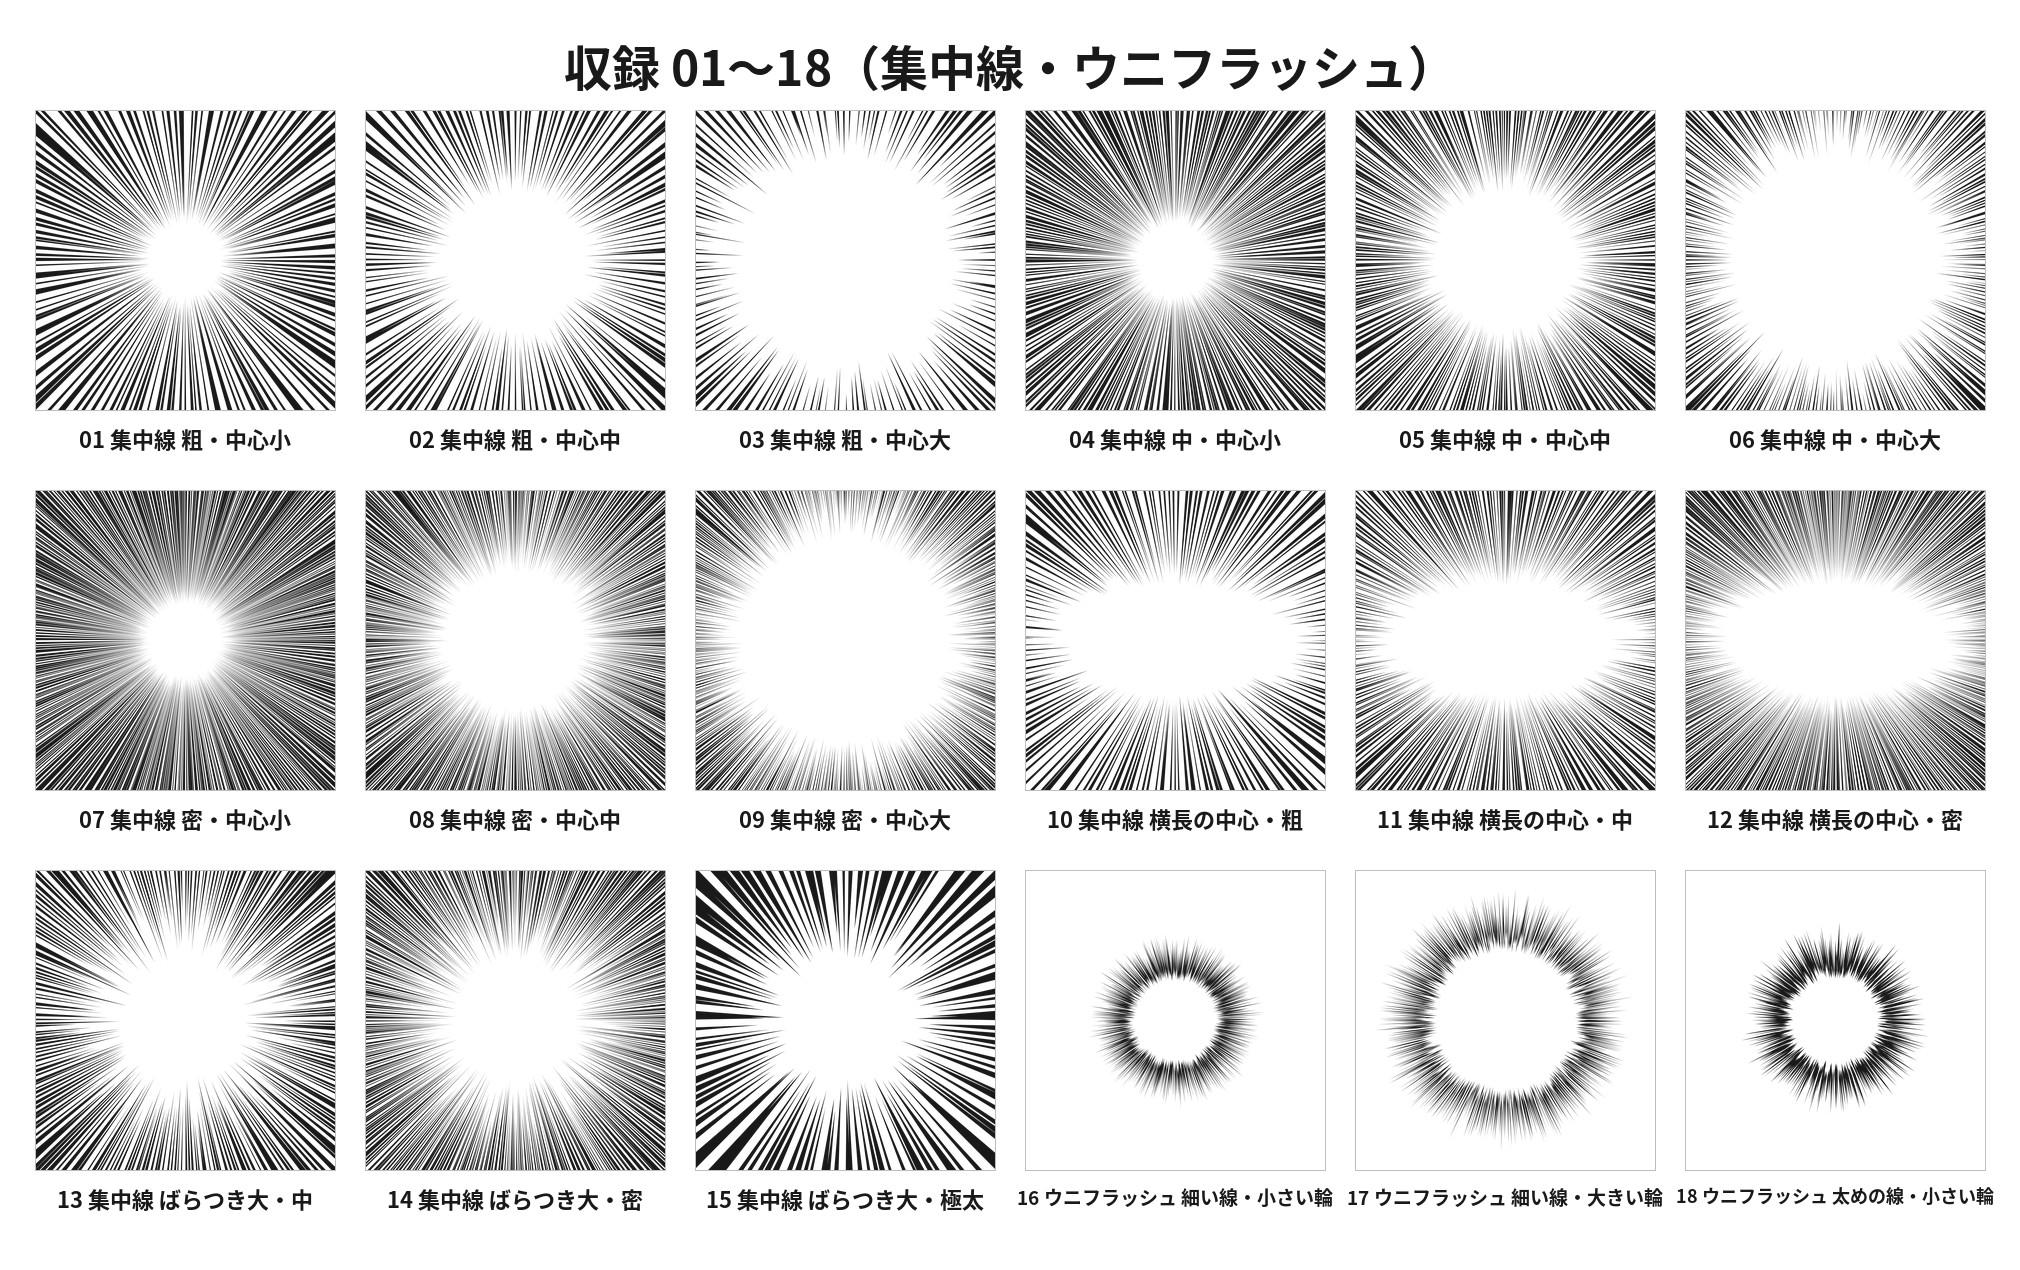 収録 01〜18（集中線・ウニフラッシュ）
01 集中線 粗・中心小
02 集中線 粗・中心中
03 集中線 粗・中心大
04 集中線 中・中心小
05 集中線 中・中心中
06 集中線 中・中心大
07 集中線 密・中心小
08 集中線 密・中心中
09 集中線 密・中心大
10 集中線 横長の中心・粗
11 集中線 横長の中心・中
12 集中線 横長の中心・密
13 集中線 ばらつき大・中
14 集中線 ばらつき大・密
15 集中線 ばらつき大・極太
16 ウニフラッシュ 細い線・小さい輪
17 ウニフラッシュ 細い線・大きい輪
18 ウニフラッシュ 太めの線・小さい輪